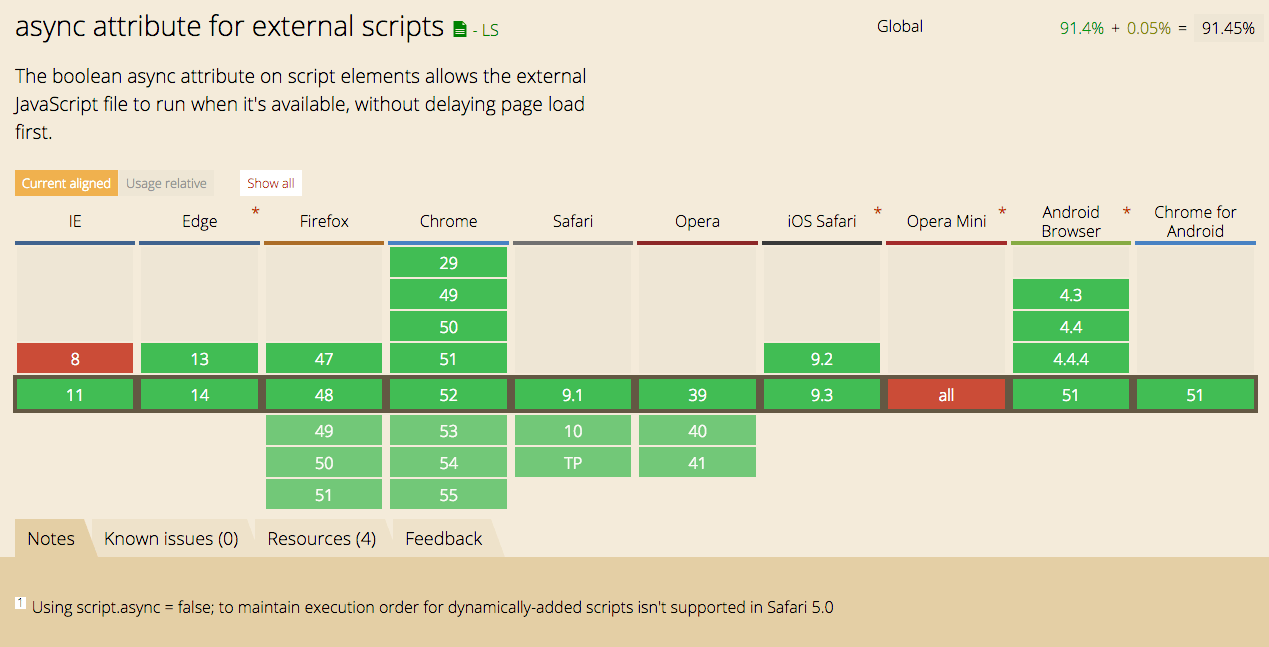 async attribute for external scripts - LS
Global 91.4% + 0.05% = 91.45%
The boolean async attribute on script elements allows the external
JavaScript file to run when it's available, without delaying page load
first.
Current aligned Usage relative Show all
IE Edge * Firefox Chrome Safari Opera iOS Safari * Opera Mini * Android Browser * Chrome for Android
29
49 4.3
50 4.4
8 13 47 51 9.2 4.4.4
11 14 48 52 9.1 39 9.3 all 51 51
49 53 10 40
50 54 TP 41
51 55
Notes Known issues (0) Resources (4) Feedback
1 Using script.async = false; to maintain execution order for dynamically-added scripts isn't supported in Safari 5.0